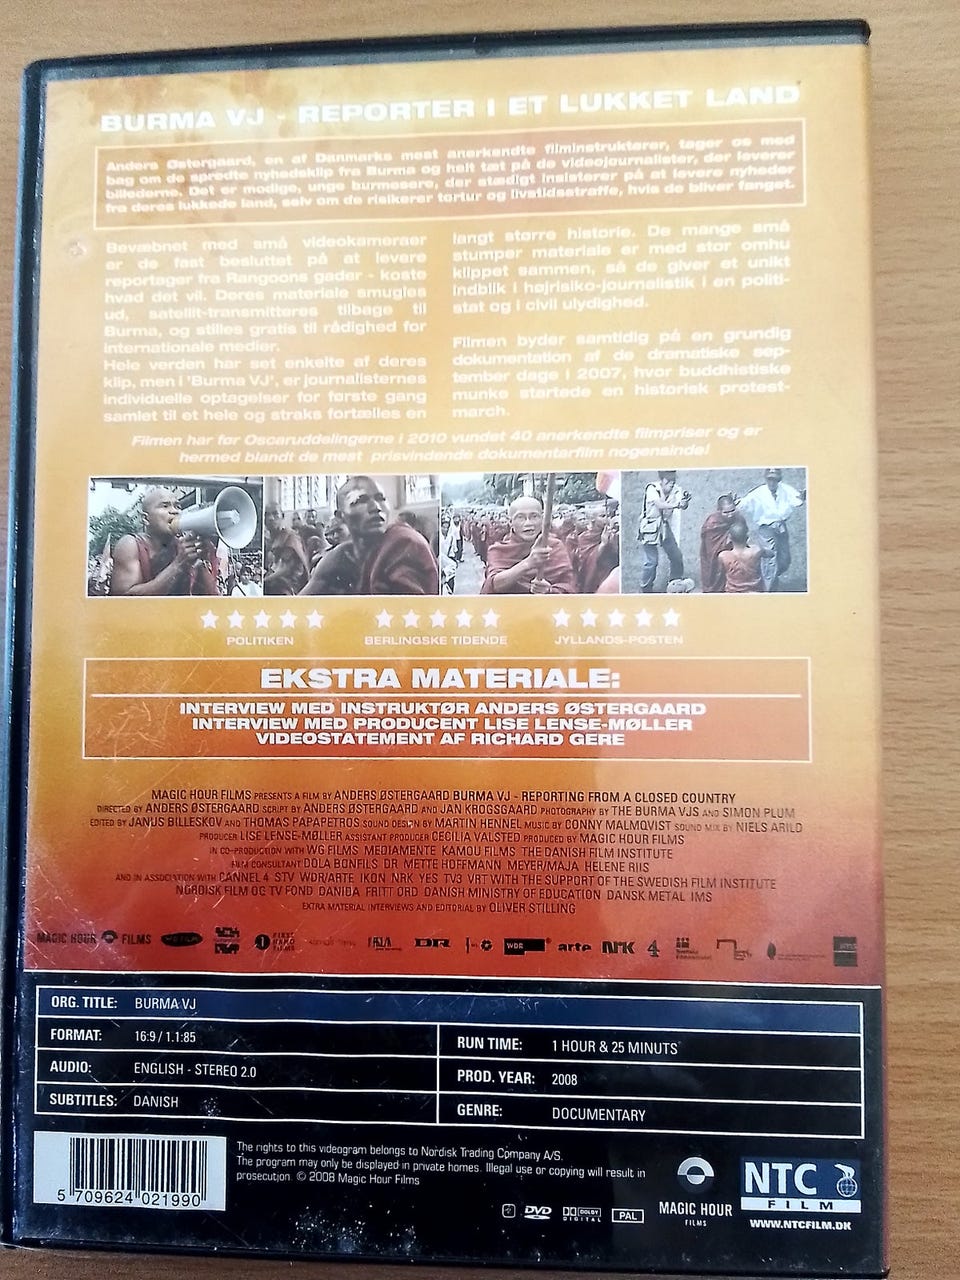 BURMA VJ - REPORTER I ET LUKKET LAND
Anders Østergaard, en af Danmarks mest anerkendte filminstruktører, tager os med
bag om de spredte nyhedsklip fra Burma og helt tæt på de videojournalister, der leverer
billederne. Det er modige, unge burmesere, der stædigt insisterer på at levere nyheder
fra deres lukkede land, selv om de risikerer tortur og livstidsstraffe, hvis de bliver fanget.
Bevæbnet med små videokameraer
er de fast besluttet på at levere
reportager fra Rangoons gader - koste
hvad det vil. Deres materiale smugles
ud, satellit-transmitteres tilbage til
Burma, og stilles gratis til rådighed for
internationale medier.
Hele verden har set enkelte af deres
klip, men i 'Burma VJ', er journalisternes
individuelle optagelser for første gang
samlet til et hele og straks fortælles en
langt større historie. De mange små
stumper materiale er med stor omhu
klippet sammen, så de giver et unikt
indblik i højrisiko-journalistik i en politi-
stat og i civil ulydighed.
Filmen byder samtidig på en grundig
dokumentation af de dramatiske sep-
tember dage i 2007, hvor buddhistiske
munke startede en historisk protest-
march.
Filmen har før Oscaruddelingerne i 2010 vundet 40 anerkendte filmpriser og er
hermed blandt de mest prisvindende dokumentarfilm nogensinde!
POLITIKEN
BERLINGSKE TIDENDE
JYLLANDS-POSTEN
EKSTRA MATERIALE:
INTERVIEW MED INSTRUKTØR ANDERS ØSTERGAARD
INTERVIEW MED PRODUCENT LISE LENSE-MØLLER
VIDEOSTATEMENT AF RICHARD GERE
MAGIC HOUR FILMS PRESENTS A FILM BY ANDERS ØSTERGAARD BURMA VJ - REPORTING FROM A CLOSED COUNTRY
DIRECTED BY ANDERS ØSTERGAARD SCRIPT BY ANDERS ØSTERGAARD AND JAN KROGSGAARD PHOTOGRAPHY BY THE BURMA VJS AND SIMON PLUM
EDITED BY JANUS BILLESKOV AND THOMAS PAPAPETROS SOUND DESIGN BY MARTIN HENNEL MUSIC BY CONNY MALMQVIST SOUND MIX BY NIELS ARILD
PRODUCER LISE LENSE-MØLLER ASSISTANT PRODUCER CECILIA VALSTED PRODUCED BY MAGIC HOUR FILMS
IN CO-PRODUCTION WITH WG FILMS MEDIAMENTE KAMOU FILMS THE DANISH FILM INSTITUTE
FILM CONSULTANT DOLA BONFILS DR METTE HOFFMANN MEYER/MAJA HELENE RIIS
AND IN ASSOCIATION WITH CANNEL 4 STV WDR/ARTE IKON NRK YES TV3 VRT WITH THE SUPPORT OF THE SWEDISH FILM INSTITUTE
NORDISK FILM OG TV FOND DANIDA FRITT ORD DANISH MINISTRY OF EDUCATION DANSK METAL IMS
EXTRA MATERIAL INTERVIEWS AND EDITORIAL BY OLIVER STILLING
MAGIC HOUR FILMS DR WDR arte NRK 4
ORG. TITLE: BURMA VJ
FORMAT: 16:9 / 1.1:85
AUDIO: ENGLISH - STEREO 2.0
SUBTITLES: DANISH
RUN TIME: 1 HOUR & 25 MINUTS
PROD. YEAR: 2008
GENRE: DOCUMENTARY
5 709624 021990
The rights to this videogram belongs to Nordisk Trading Company A/S.
The program may only be displayed in private homes. Illegal use or copying will result in
prosecution. © 2008 Magic Hour Films
DVD DOLBY DIGITAL PAL
MAGIC HOUR
FILMS
NTC
FILM
WWW.NTCFILM.DK